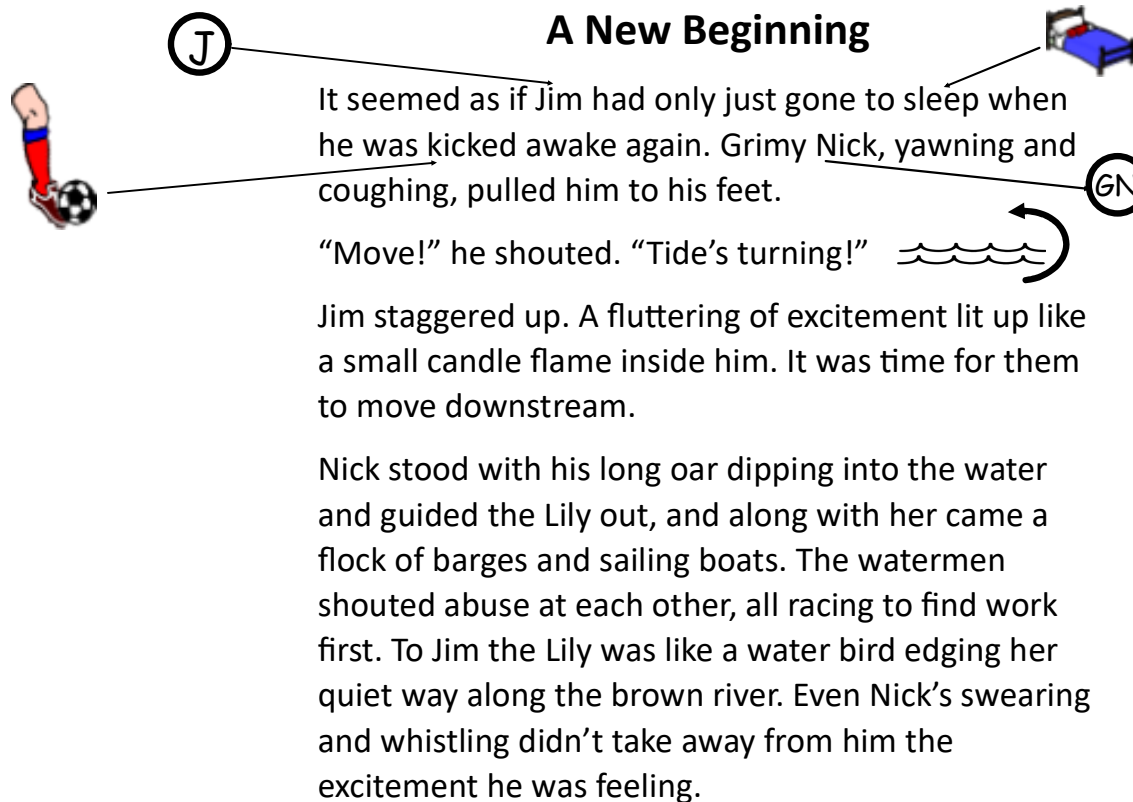 A New Beginning
J
It seemed as if Jim had only just gone to sleep when
he was kicked awake again. Grimy Nick, yawning and
coughing, pulled him to his feet.
GN
“Move!” he shouted. “Tide’s turning!”
Jim staggered up. A fluttering of excitement lit up like
a small candle flame inside him. It was time for them
to move downstream.
Nick stood with his long oar dipping into the water
and guided the Lily out, and along with her came a
flock of barges and sailing boats. The watermen
shouted abuse at each other, all racing to find work
first. To Jim the Lily was like a water bird edging her
quiet way along the brown river. Even Nick’s swearing
and whistling didn’t take away from him the
excitement he was feeling.